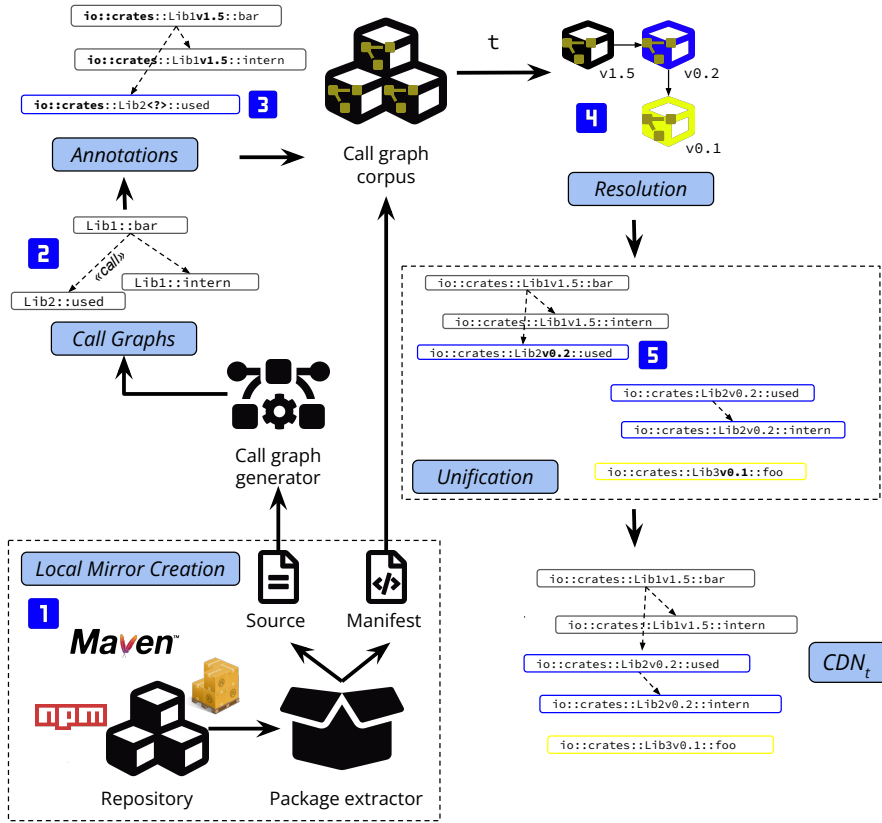 io::crates::Lib1v1.5::bar
io::crates::Lib1v1.5::intern
io::crates::Lib2<?>::used
3
Annotations
2
Lib1::bar
«call»
Lib1::intern
Lib2::used
Call Graphs
Call graph
generator
Call graph
corpus
t
v1.5
v0.2
4
v0.1
Resolution
io::crates::Lib1v1.5::bar
io::crates::Lib1v1.5::intern
io::crates::Lib2v0.2::used
5
io::crates:Lib2v0.2::used
io::crates::Lib2v0.2::intern
io::crates::Lib3v0.1::foo
Unification
Local Mirror Creation
1
Source
Manifest
Maven™
npm
Repository
Package extractor
io::crates::Lib1v1.5::bar
io::crates::Lib1v1.5::intern
io::crates::Lib2v0.2::used
io::crates::Lib2v0.2::intern
io::crates::Lib3v0.1::foo
CDNt